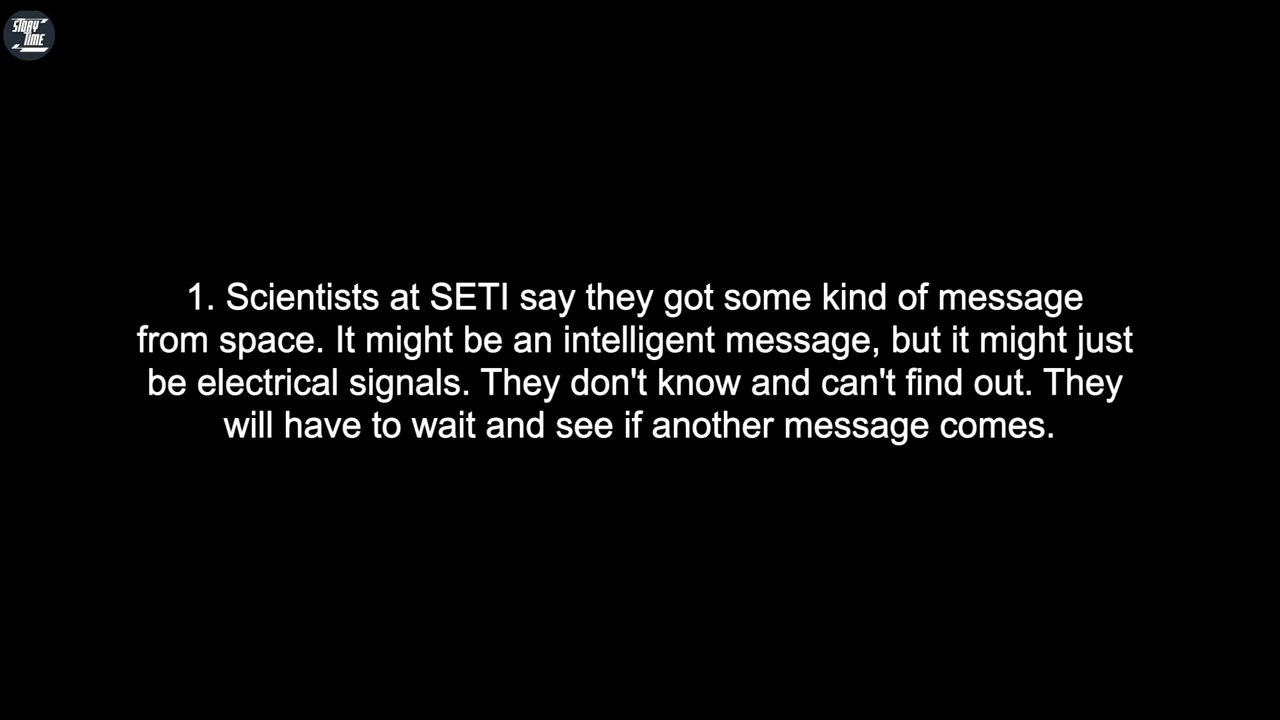 STORY
TIME
1. Scientists at SETI say they got some kind of message
from space. It might be an intelligent message, but it might just
be electrical signals. They don't know and can't find out. They
will have to wait and see if another message comes.